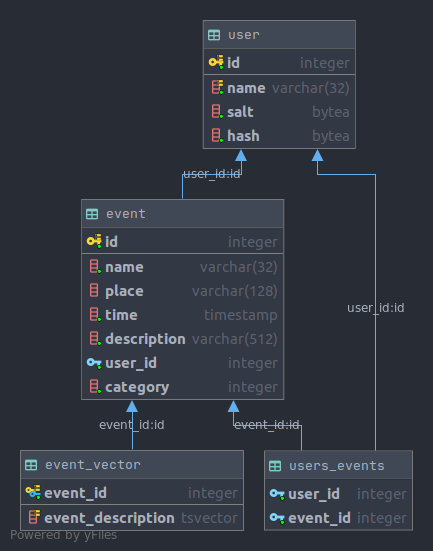 user
id integer
name varchar(32)
salt bytea
hash bytea
user_id:id
event
id integer
name varchar(32)
place varchar(128)
time timestamp
description varchar(512)
user_id integer
category integer
user_id:id
event_id:id
event_id:id
event_vector
event_id integer
event_description tsvector
users_events
user_id integer
event_id integer
Powered by yFiles